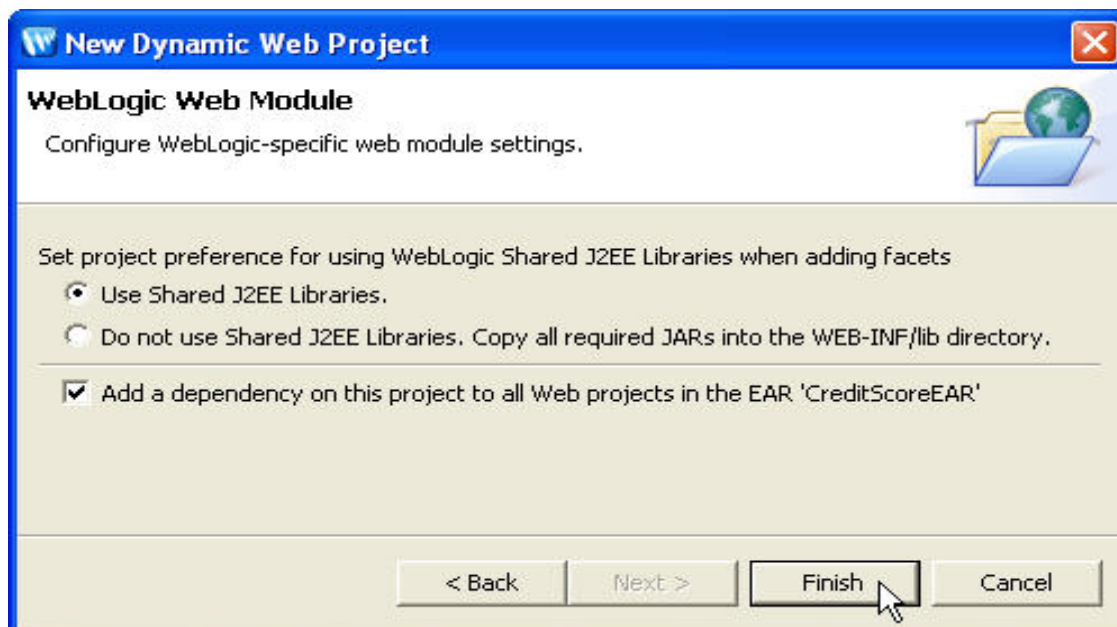 New Dynamic Web Project
WebLogic Web Module
Configure WebLogic-specific web module settings.
Set project preference for using WebLogic Shared J2EE Libraries when adding facets
Use Shared J2EE Libraries.
Do not use Shared J2EE Libraries. Copy all required JARs into the WEB-INF/lib directory.
Add a dependency on this project to all Web projects in the EAR 'CreditScoreEAR'
< Back Next > Finish Cancel